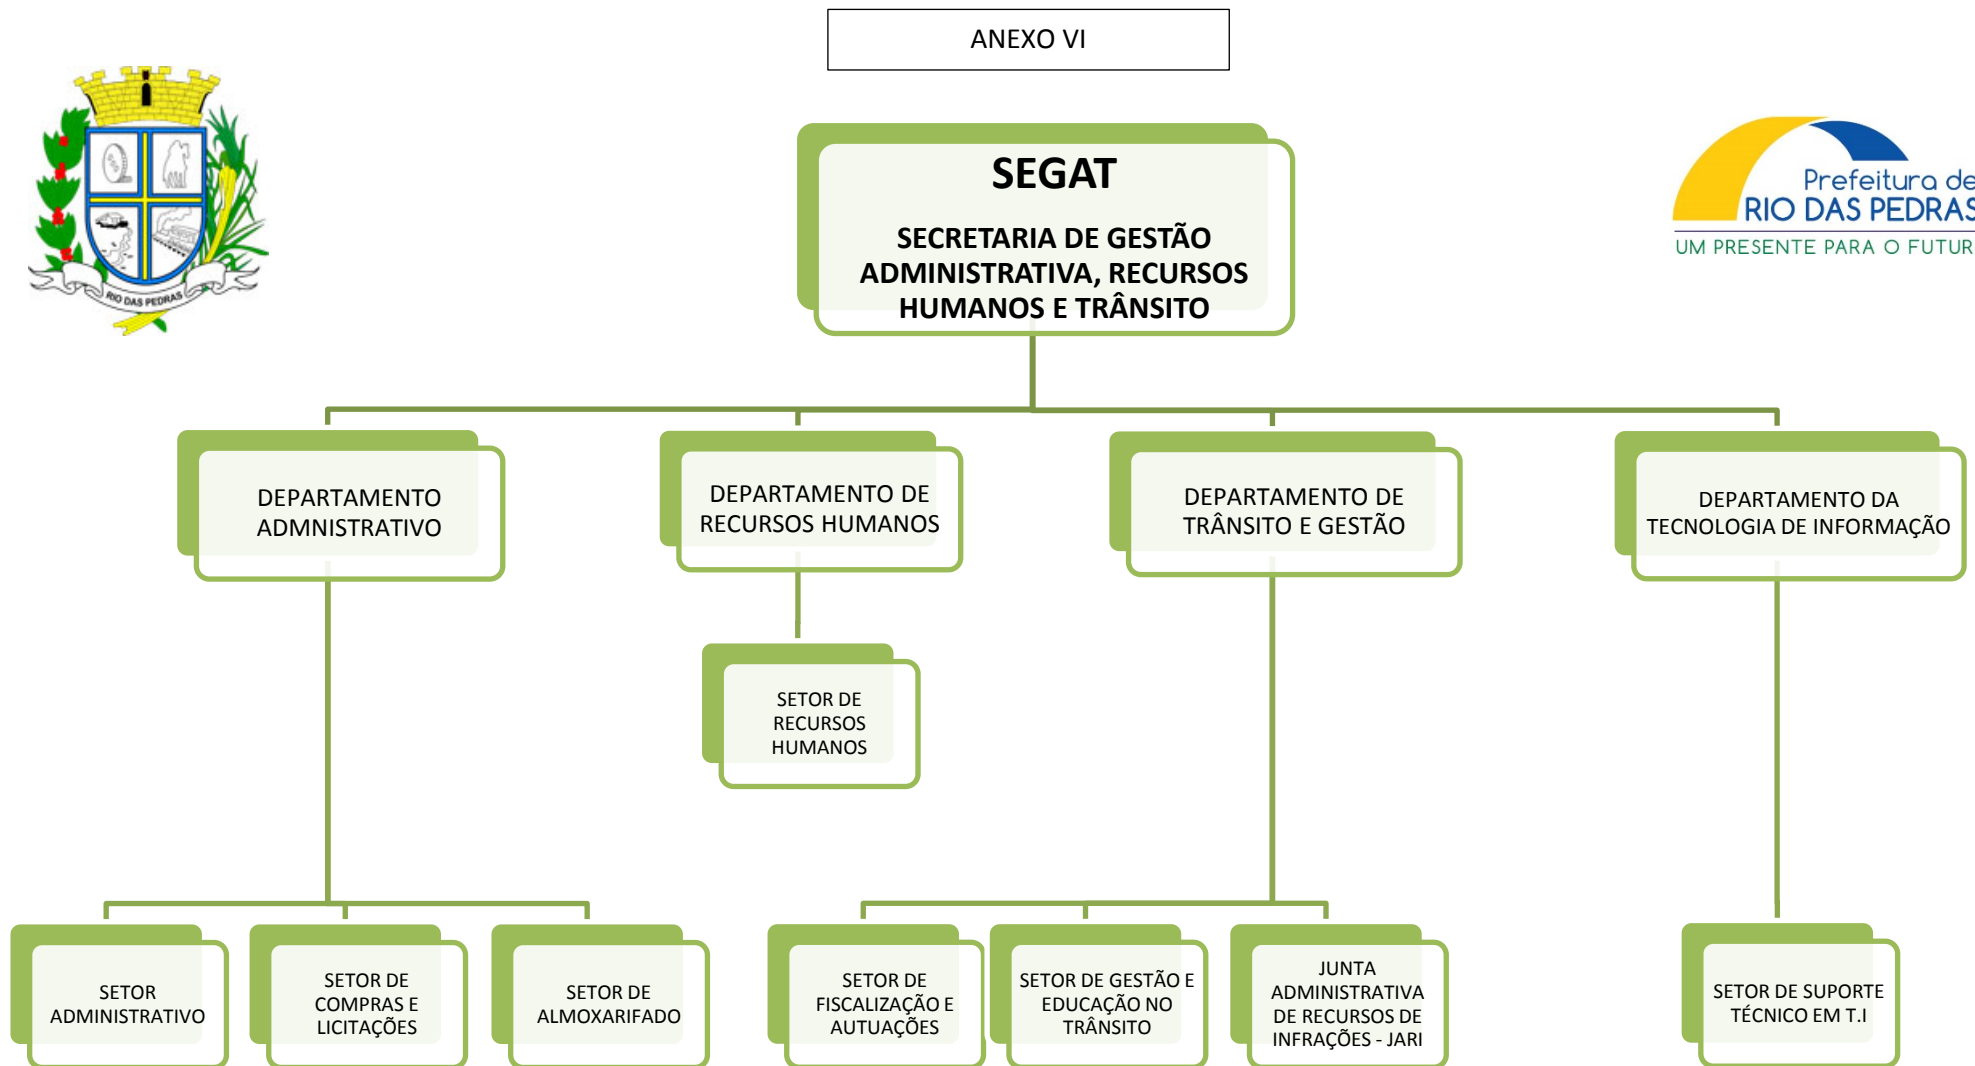 ANEXO VI
RIO DAS PEDRAS
Prefeitura de
RIO DAS PEDRAS
UM PRESENTE PARA O FUTUR
SEGAT
SECRETARIA DE GESTÃO
ADMINISTRATIVA, RECURSOS
HUMANOS E TRÂNSITO
DEPARTAMENTO
ADMNISTRATIVO
DEPARTAMENTO DE
RECURSOS HUMANOS
DEPARTAMENTO DE
TRÂNSITO E GESTÃO
DEPARTAMENTO DA
TECNOLOGIA DE INFORMAÇÃO
SETOR DE
RECURSOS
HUMANOS
SETOR
ADMINISTRATIVO
SETOR DE
COMPRAS E
LICITAÇÕES
SETOR DE
ALMOXARIFADO
SETOR DE
FISCALIZAÇÃO E
AUTUAÇÕES
SETOR DE GESTÃO E
EDUCAÇÃO NO
TRÂNSITO
JUNTA
ADMINISTRATIVA
DE RECURSOS DE
INFRAÇÕES - JARI
SETOR DE SUPORTE
TÉCNICO EM T.I